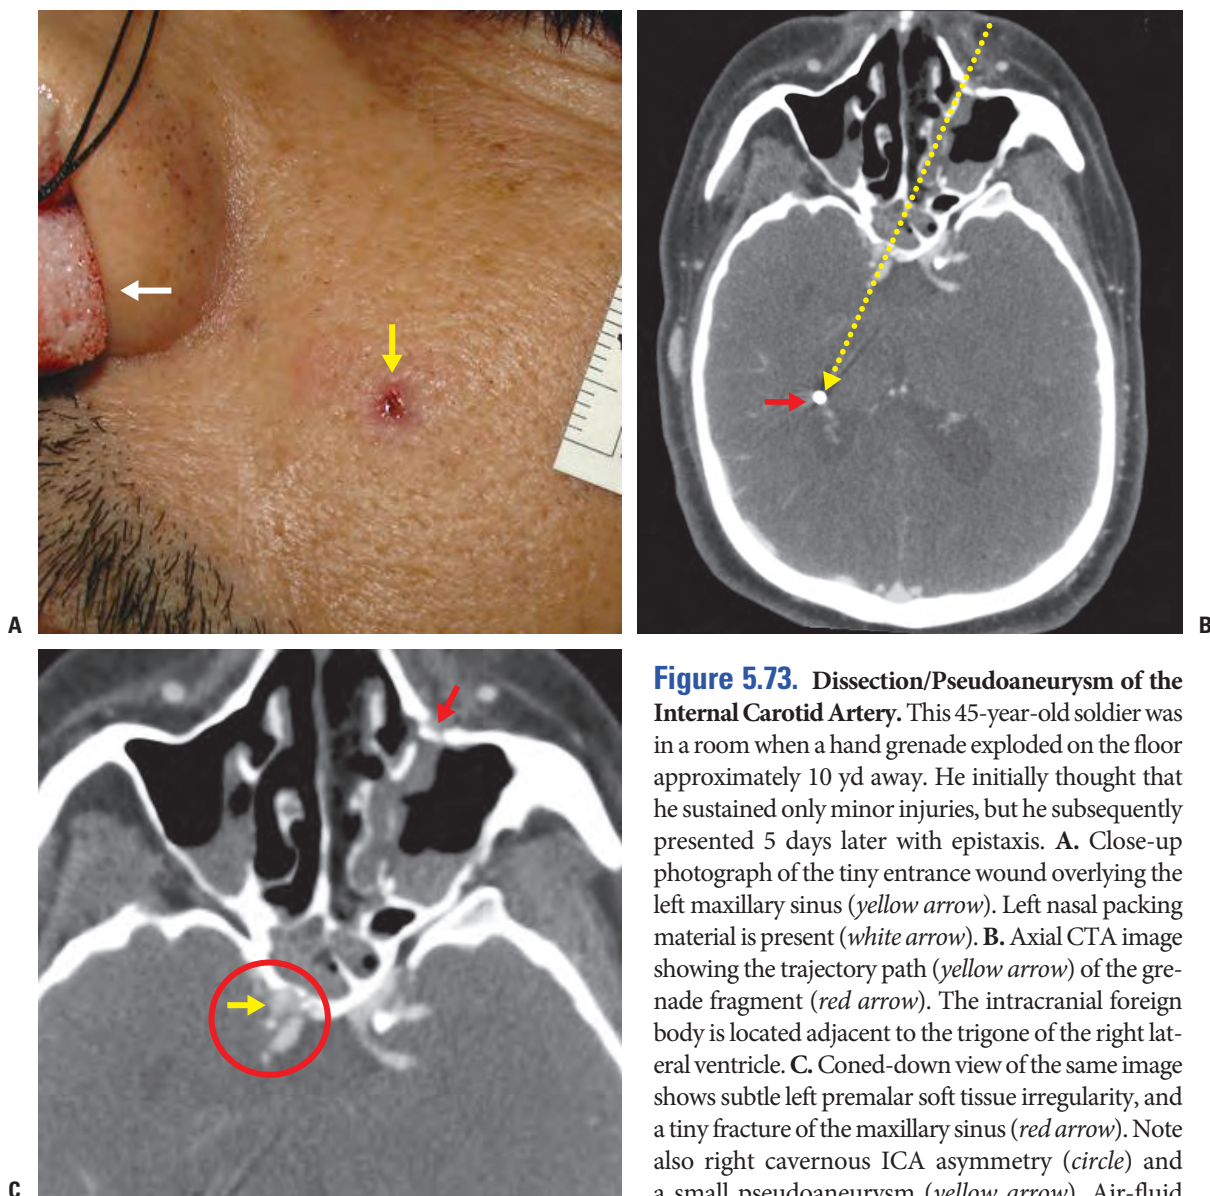 A
B
C
Figure 5.73. Dissection/Pseudoaneurysm of the
Internal Carotid Artery. This 45-year-old soldier was
in a room when a hand grenade exploded on the floor
approximately 10 yd away. He initially thought that
he sustained only minor injuries, but he subsequently
presented 5 days later with epistaxis. A. Close-up
photograph of the tiny entrance wound overlying the
left maxillary sinus (yellow arrow). Left nasal packing
material is present (white arrow). B. Axial CTA image
showing the trajectory path (yellow arrow) of the gre-
nade fragment (red arrow). The intracranial foreign
body is located adjacent to the trigone of the right lat-
eral ventricle. C. Coned-down view of the same image
shows subtle left premalar soft tissue irregularity, and
a tiny fracture of the maxillary sinus (red arrow). Note
also right cavernous ICA asymmetry (circle) and
a small pseudoaneurysm (yellow arrow). Air-fluid